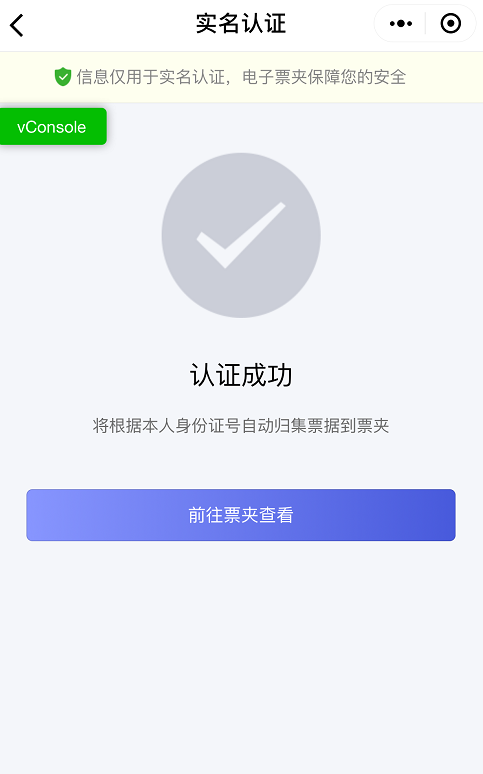 实名认证
信息仅用于实名认证，电子票夹保障您的安全
vConsole
认证成功
将根据本人身份证号自动归集票据到票夹
前往票夹查看